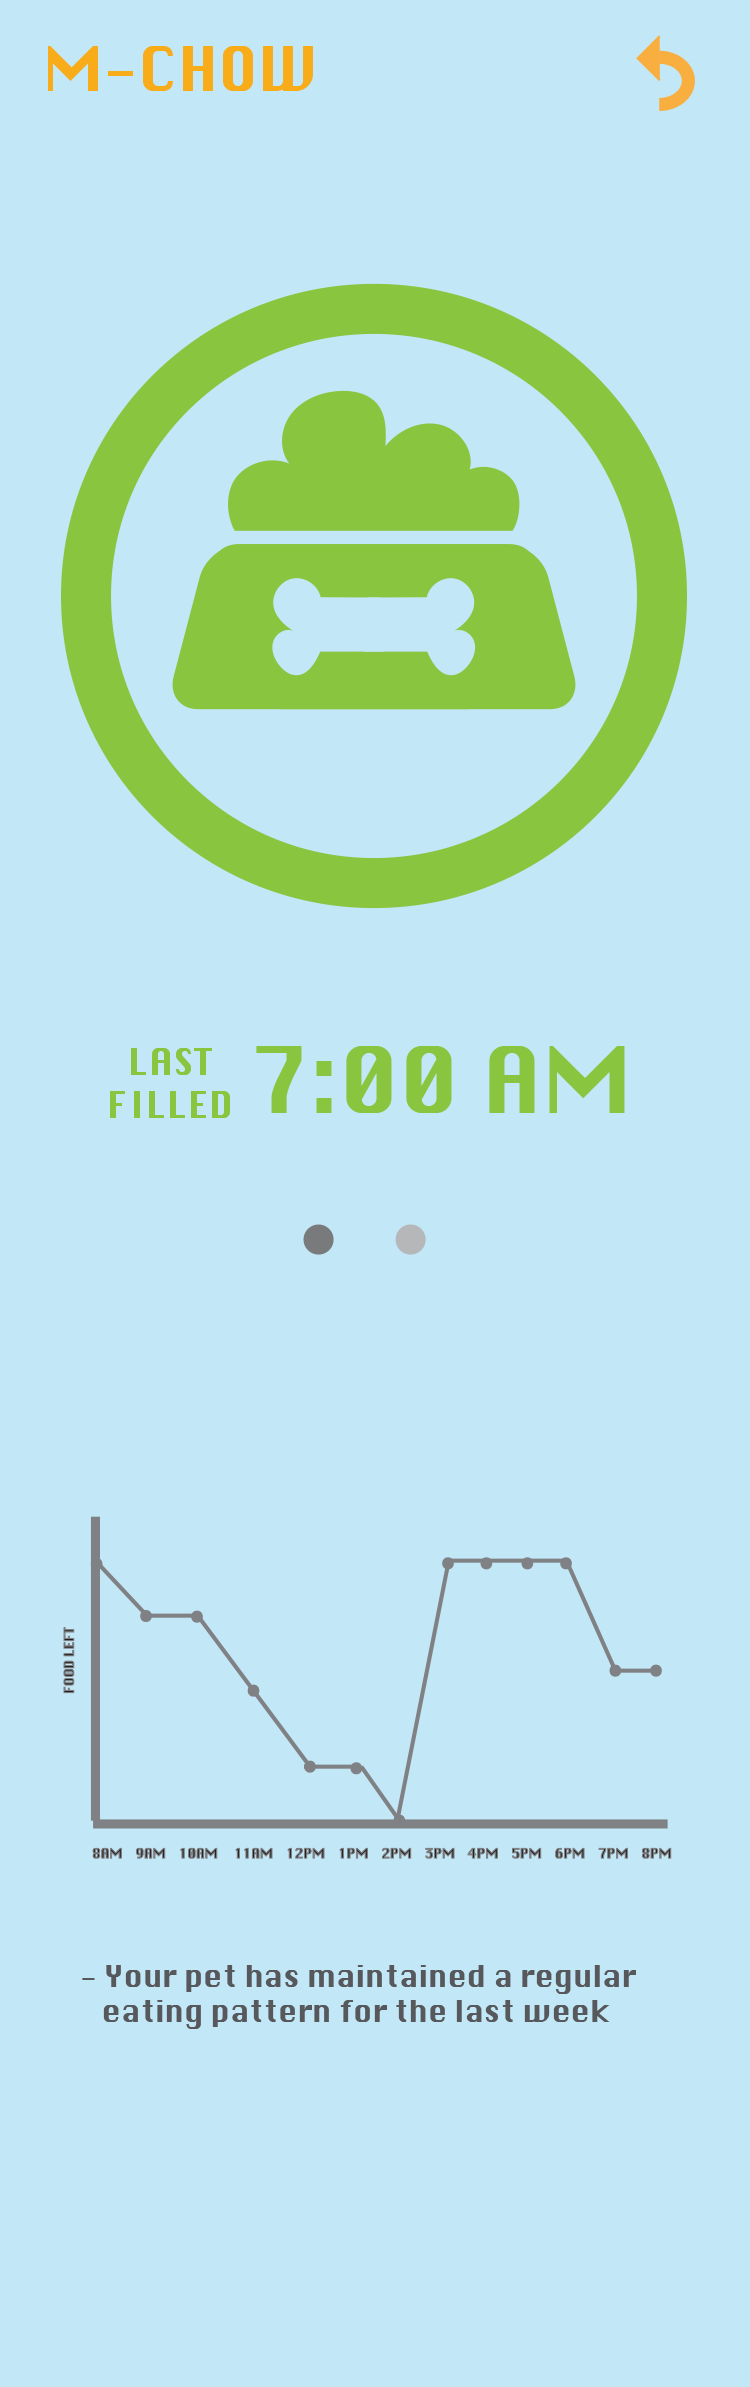 M-CHOW
LAST
FILLED
7:00 AM
FOOD LEFT
8AM 9AM 10AM 11AM 12PM 1PM 2PM 3PM 4PM 5PM 6PM 7PM 8PM
- Your pet has maintained a regular
eating pattern for the last week